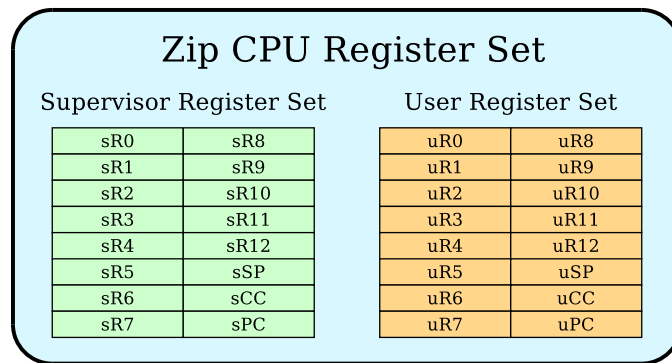 Zip CPU Register Set
Supervisor Register Set User Register Set
sR0 sR8 uR0 uR8
sR1 sR9 uR1 uR9
sR2 sR10 uR2 uR10
sR3 sR11 uR3 uR11
sR4 sR12 uR4 uR12
sR5 sSP uR5 uSP
sR6 sCC uR6 uCC
sR7 sPC uR7 uPC